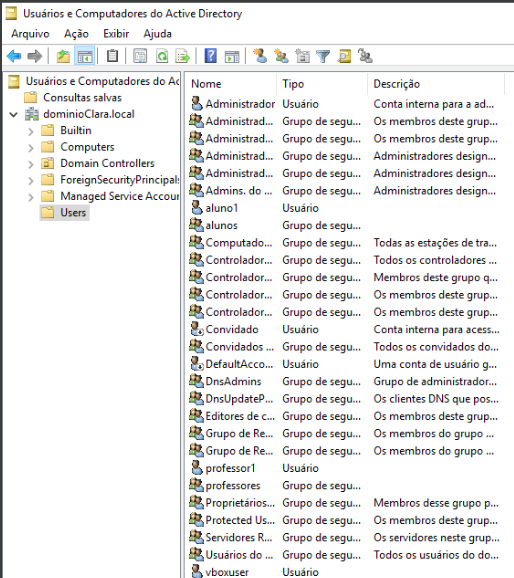 Usuários e Computadores do Active Directory
Arquivo Ação Exibir Ajuda
Usuários e Computadores do Ac
Consultas salvas
dominioClara.local
Builtin
Computers
Domain Controllers
ForeignSecurityPrincipals
Managed Service Accour
Users
Nome Tipo Descrição
Administrador Usuário Conta interna para a ad...
Administrad... Grupo de segu... Os membros deste grup...
Administrad... Grupo de segu... Os membros deste grup...
Administrad... Grupo de segu... Administradores design...
Administrad... Grupo de segu... Administradores design...
Admins. do ... Grupo de segu... Administradores design...
aluno1 Usuário
alunos Grupo de segu...
Computado... Grupo de segu... Todas as estações de tra...
Controlador... Grupo de segu... Todos os controladores ...
Controlador... Grupo de segu... Membros deste grupo q...
Controlador... Grupo de segu... Os membros deste grup...
Controlador... Grupo de segu... Os membros deste grup...
Convidado Usuário Conta interna para acess...
Convidados ... Grupo de segu... Todos os convidados do...
DefaultAcco... Usuário Uma conta de usuário g...
DnsAdmins Grupo de segu... Grupo de administrador...
DnsUpdateP... Grupo de segu... Os clientes DNS que pos...
Editores de c... Grupo de segu... Os membros deste grup...
Grupo de Re... Grupo de segu... Os membros do grupo ...
Grupo de Re... Grupo de segu... Os membros do grupo ...
professor1 Usuário
professores Grupo de segu...
Proprietários... Grupo de segu... Membros desse grupo p...
Protected Us... Grupo de segu... Os membros deste grup...
Servidores R... Grupo de segu... Os servidores neste grup...
Usuários do ... Grupo de segu... Todos os usuários do do...
vboxuser Usuário